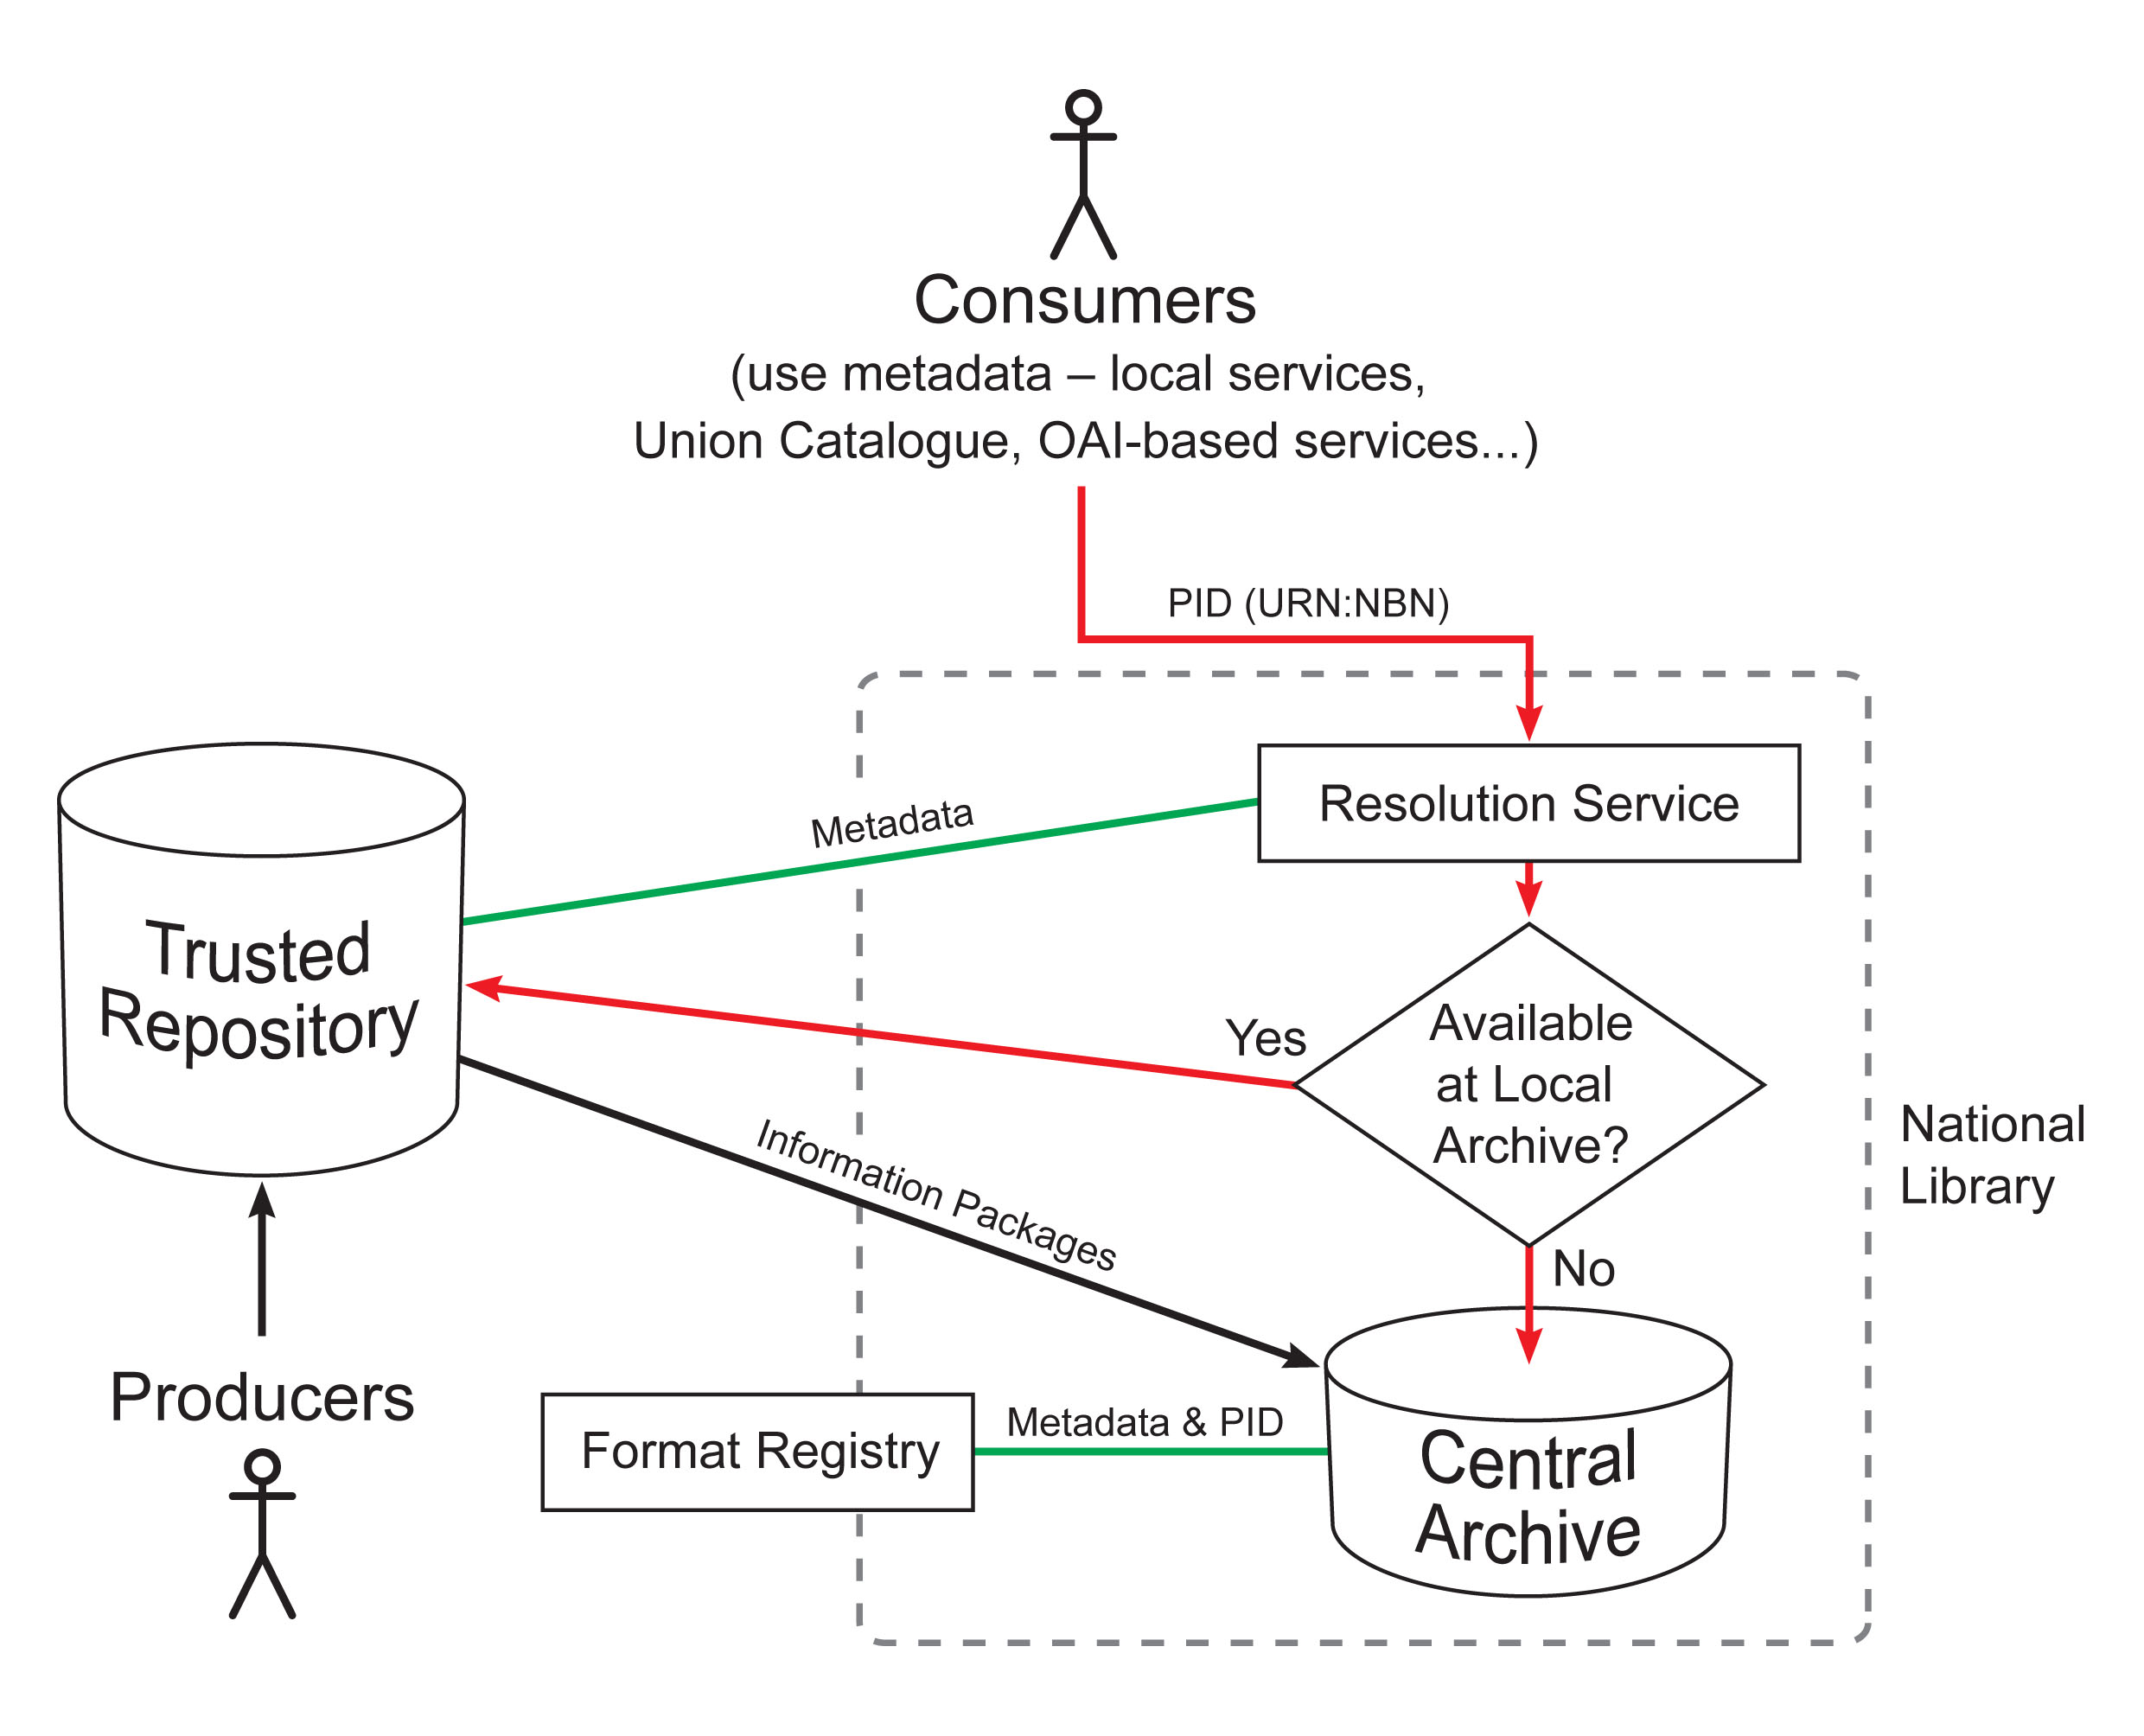 Consumers
(use metadata – local services,
Union Catalogue, OAI-based services...)
PID (URN:NBN)
Resolution Service
Metadata
Trusted
Repository
Yes
Available
at Local
Archive?
National
Library
Information Packages
No
Producers
Format Registry
Metadata & PID
Central
Archive